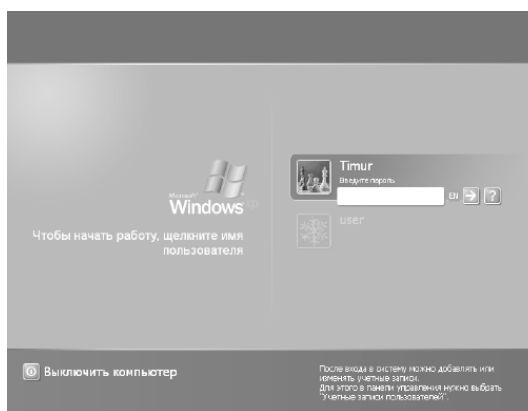 Microsoft
Windows xp
Чтобы начать работу, щелкните имя
пользователя
Timur
Введите пароль
EN
?
user
Выключить компьютер
После входа в систему можно добавлять или
изменять учетные записи.
Для этого в панели управления нужно выбрать
"Учетные записи пользователей".